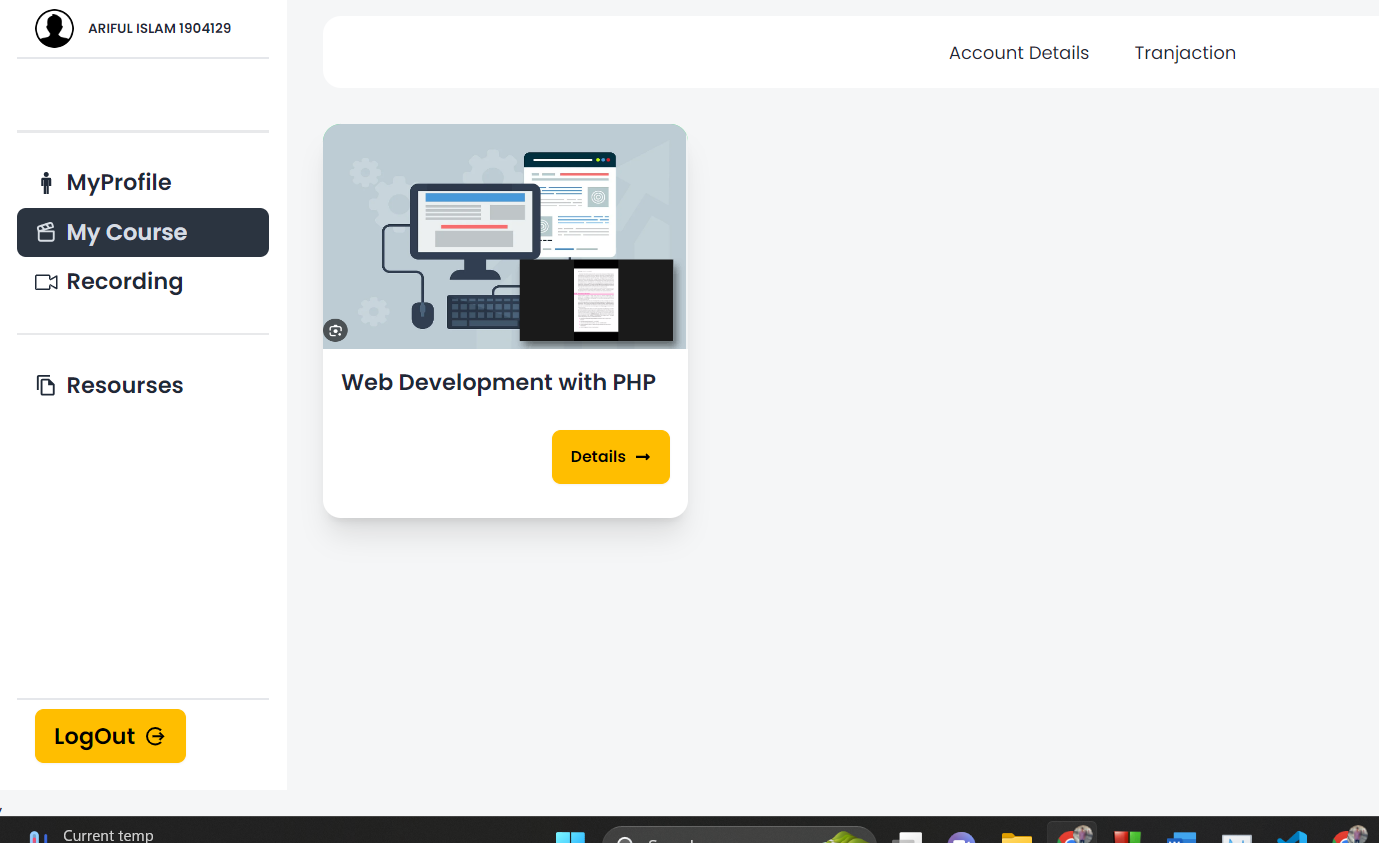 ARIFUL ISLAM 1904129
Account Details Tranjaction
MyProfile
My Course
Recording
Resourses
Web Development with PHP
Details
LogOut
Current temp